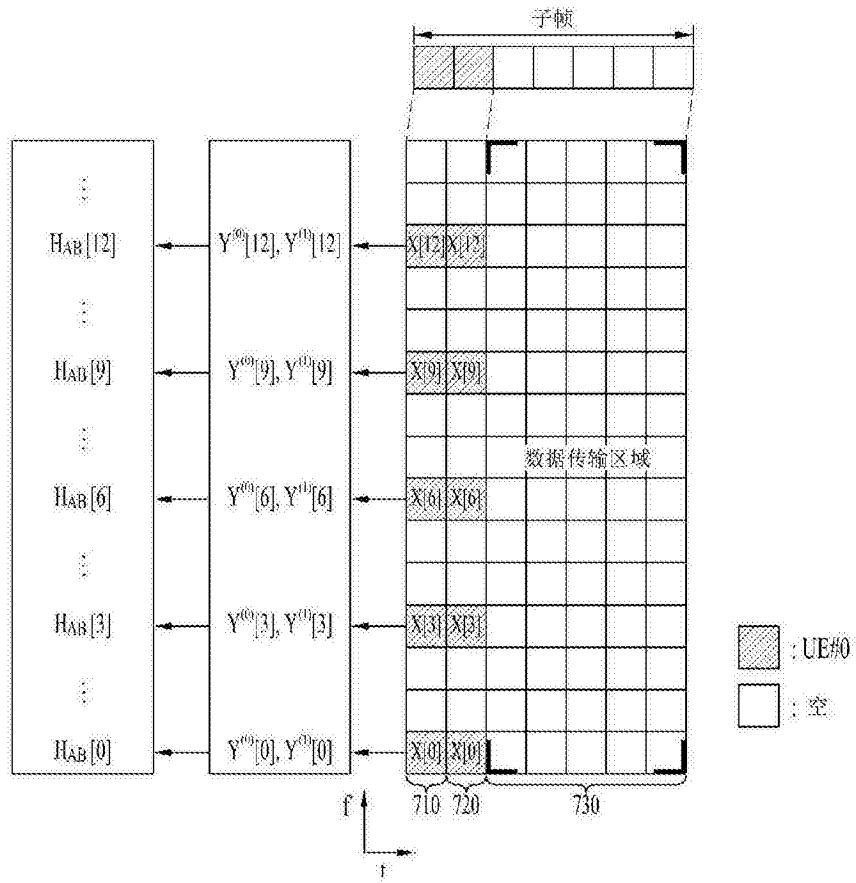 子帧
⋮
H_AB[12] Y^(0)[12], Y^(1)[12] X[12] X[12]
⋮
H_AB[9] Y^(0)[9], Y^(1)[9] X[9] X[9]
⋮
数据传输区域
H_AB[6] Y^(0)[6], Y^(1)[6] X[6] X[6]
⋮
H_AB[3] Y^(0)[3], Y^(1)[3] X[3] X[3]
: UE#0
⋮
: 空
H_AB[0] Y^(0)[0], Y^(1)[0] X[0] X[0]
710 720 730
f
t